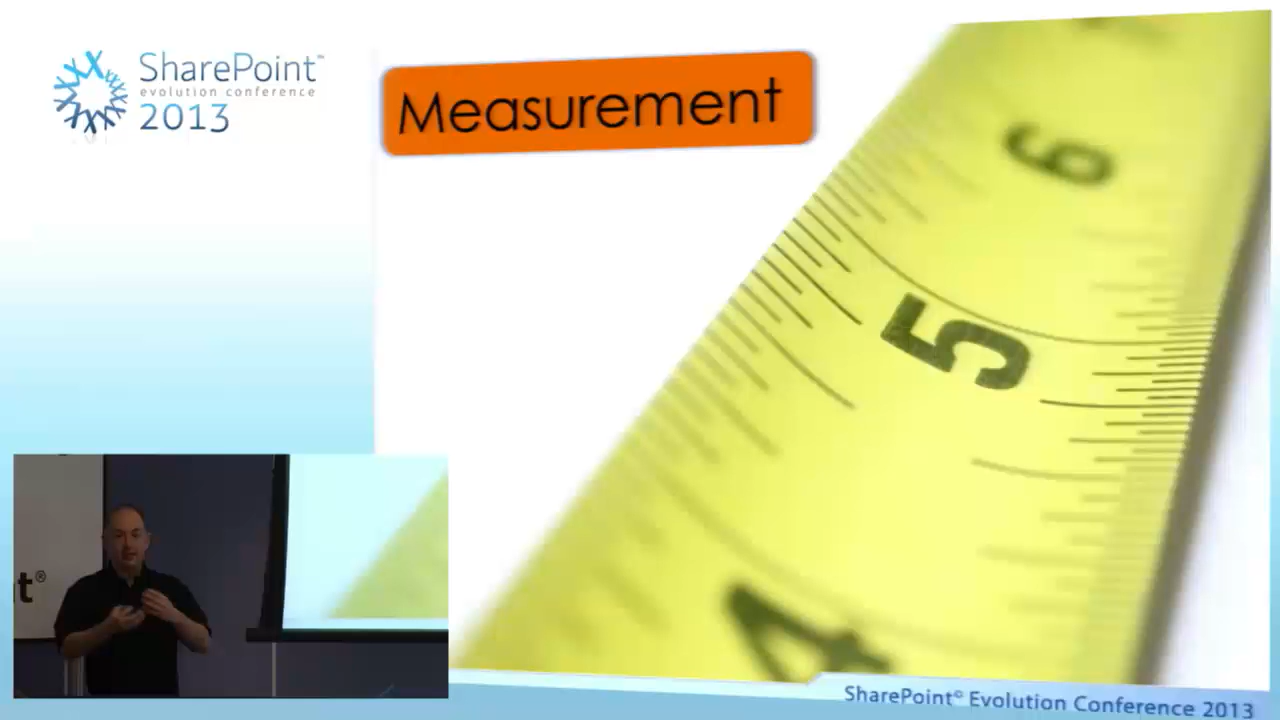 SharePoint™
evolution conference
2013
Measurement
6
5
4
t®
SharePoint® Evolution Conference 2013